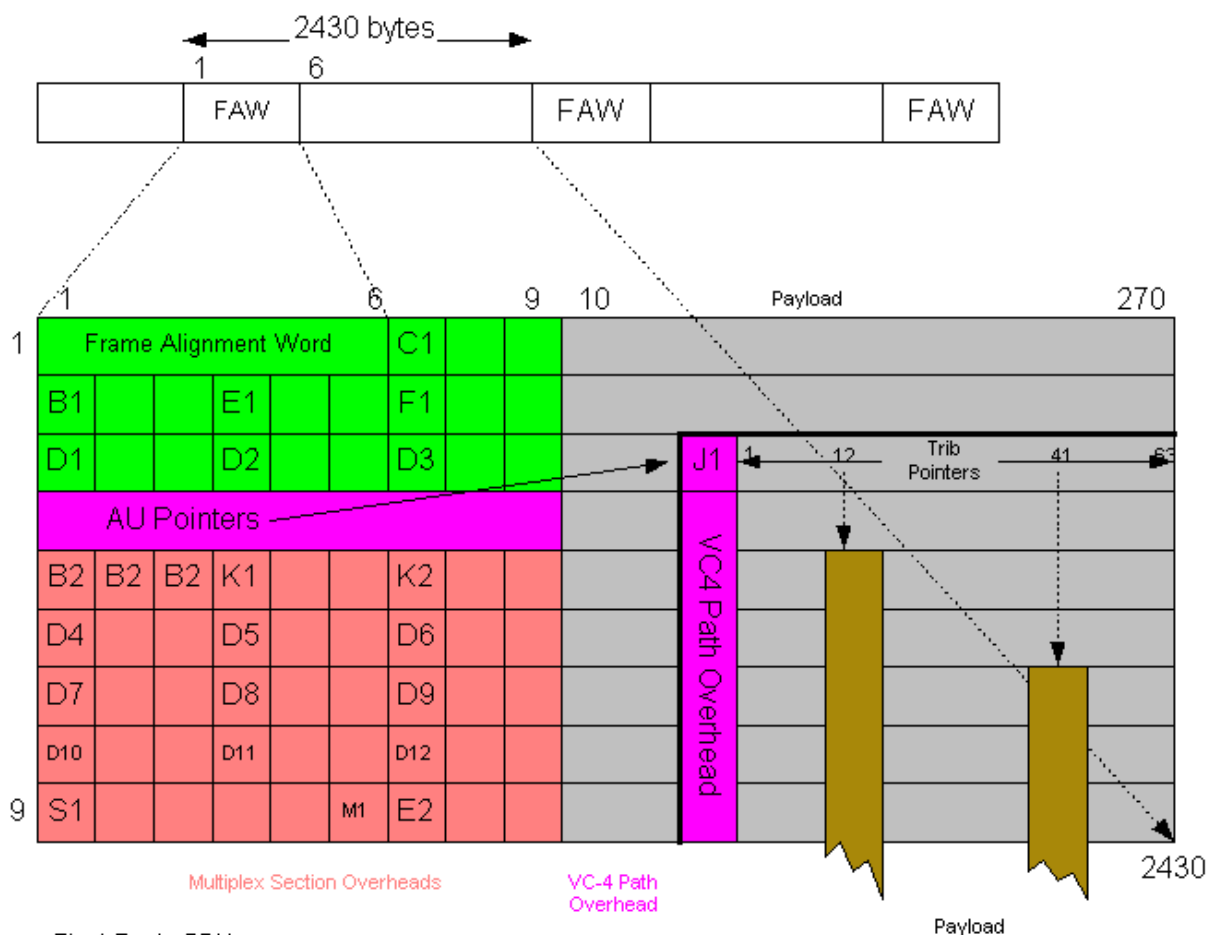 2430 bytes
1 6
FAW FAW FAW
1 6 9 10 Payload 270
1 Frame Alignment Word C1
B1 E1 F1
D1 D2 D3 J1 1 12 Trib Pointers 41 63
AU Pointers
VC4 Path Overhead
B2 B2 B2 K1 K2
D4 D5 D6
D7 D8 D9
D10 D11 D12
9 S1 M1 E2
2430
Multiplex Section Overheads
VC-4 Path
Overhead
Payload